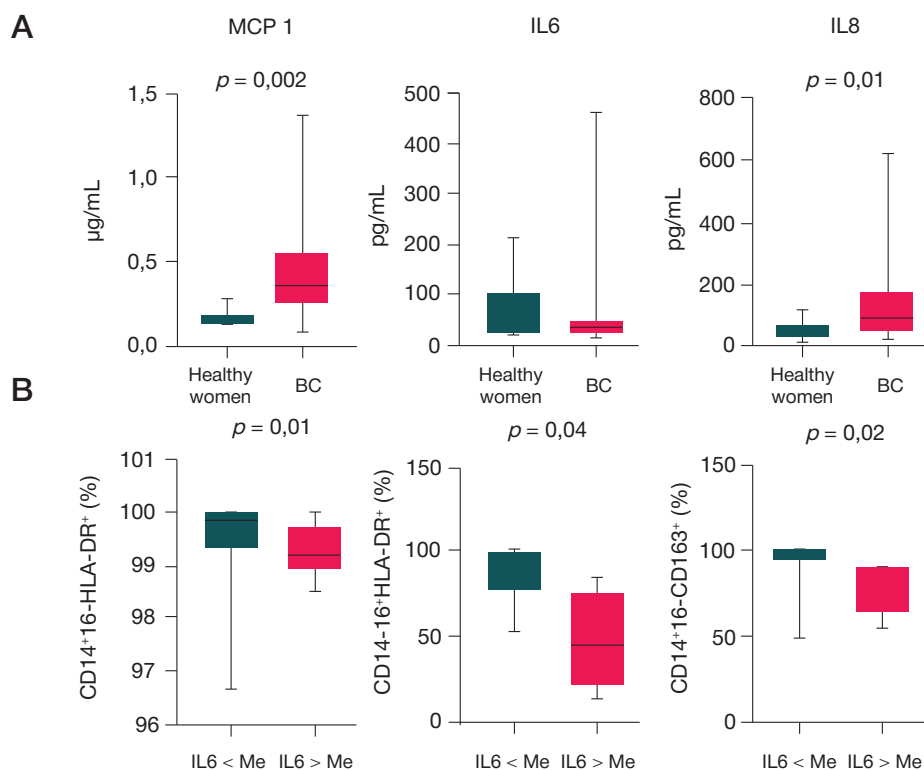 A
MCP 1
IL6
IL8
p = 0,002
p = 0,01
µg/mL
1,5
1,0
0,5
0,0
Healthy women
BC
pg/mL
500
400
300
200
100
0
Healthy women
BC
pg/mL
800
600
400
200
0
Healthy women
BC
B
p = 0,01
p = 0,04
p = 0,02
CD14⁺16-HLA-DR⁺ (%)
101
100
99
98
97
96
IL6 < Me
IL6 > Me
CD14-16⁺HLA-DR⁺ (%)
150
100
50
0
IL6 < Me
IL6 > Me
CD14⁺16-CD163⁺ (%)
150
100
50
0
IL6 < Me
IL6 > Me